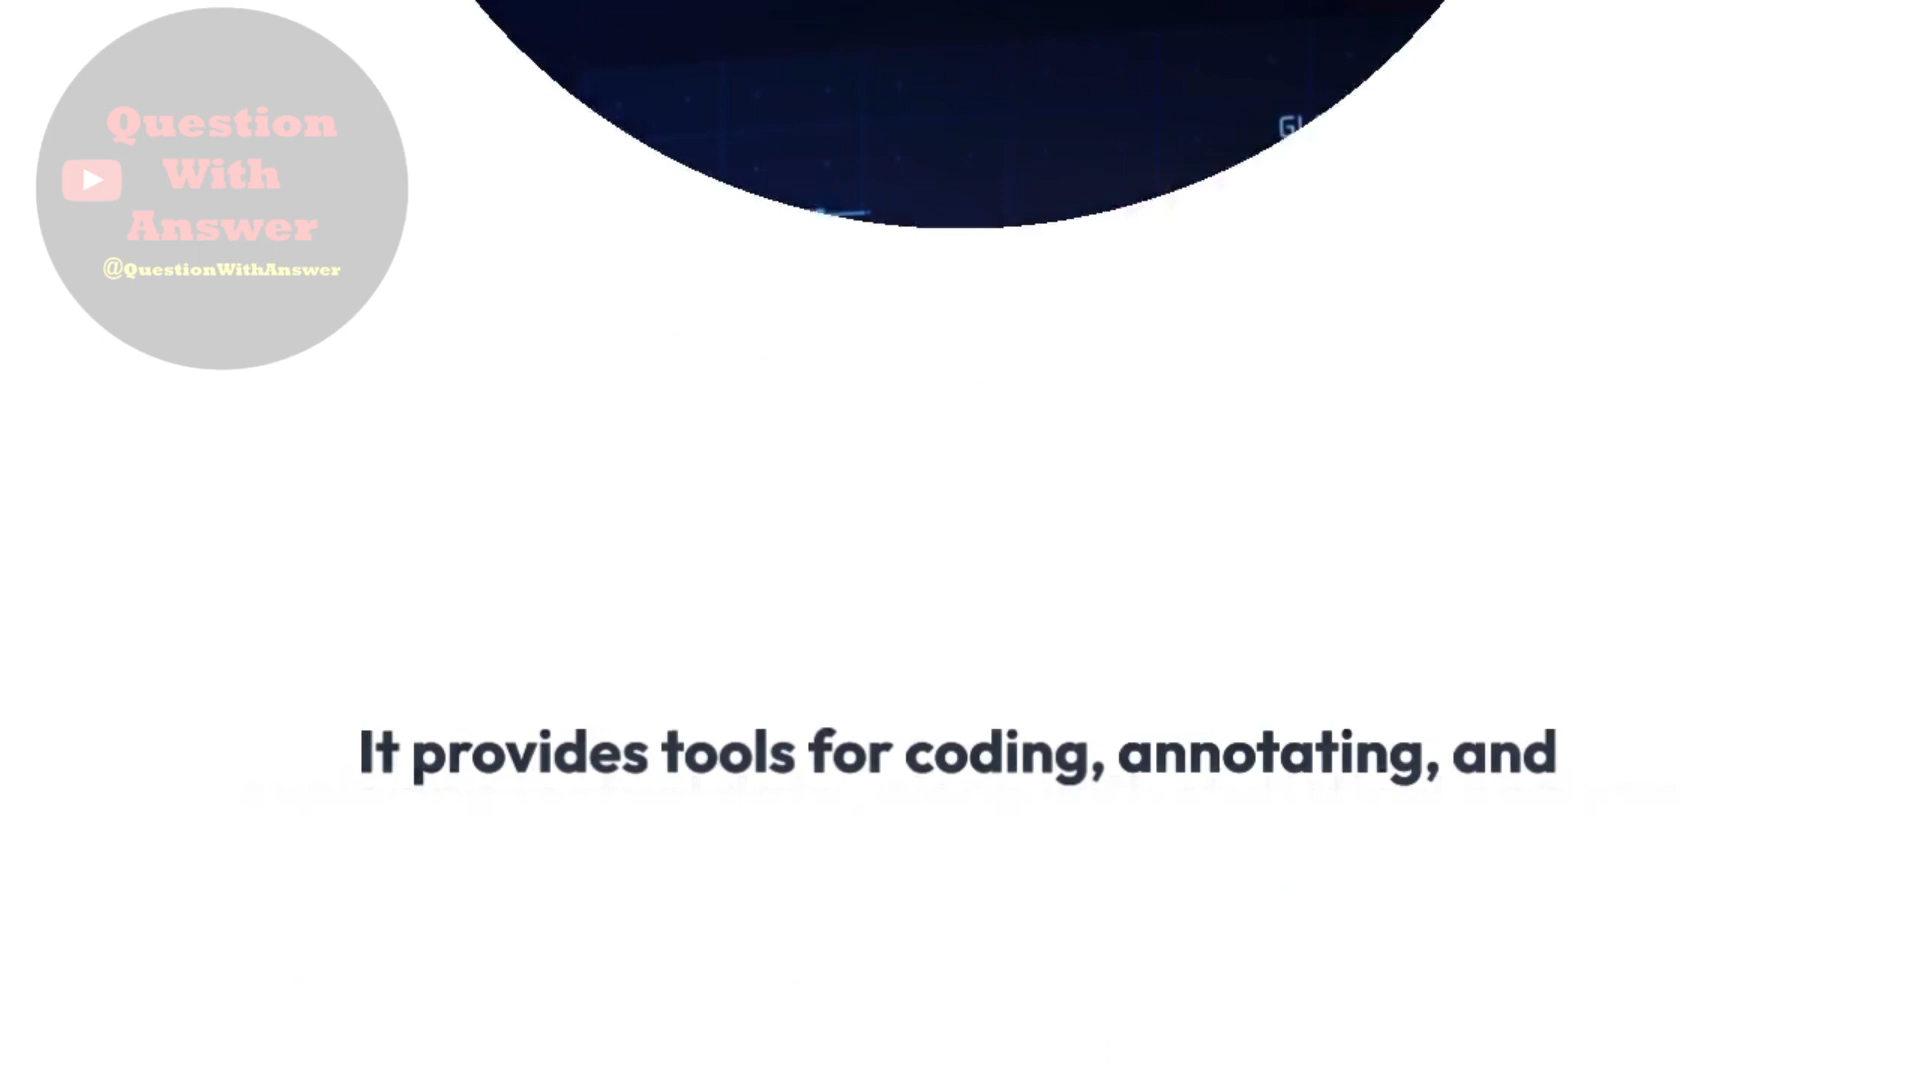 Question
With
Answer
@QuestionWithAnswer
It provides tools for coding, annotating, and